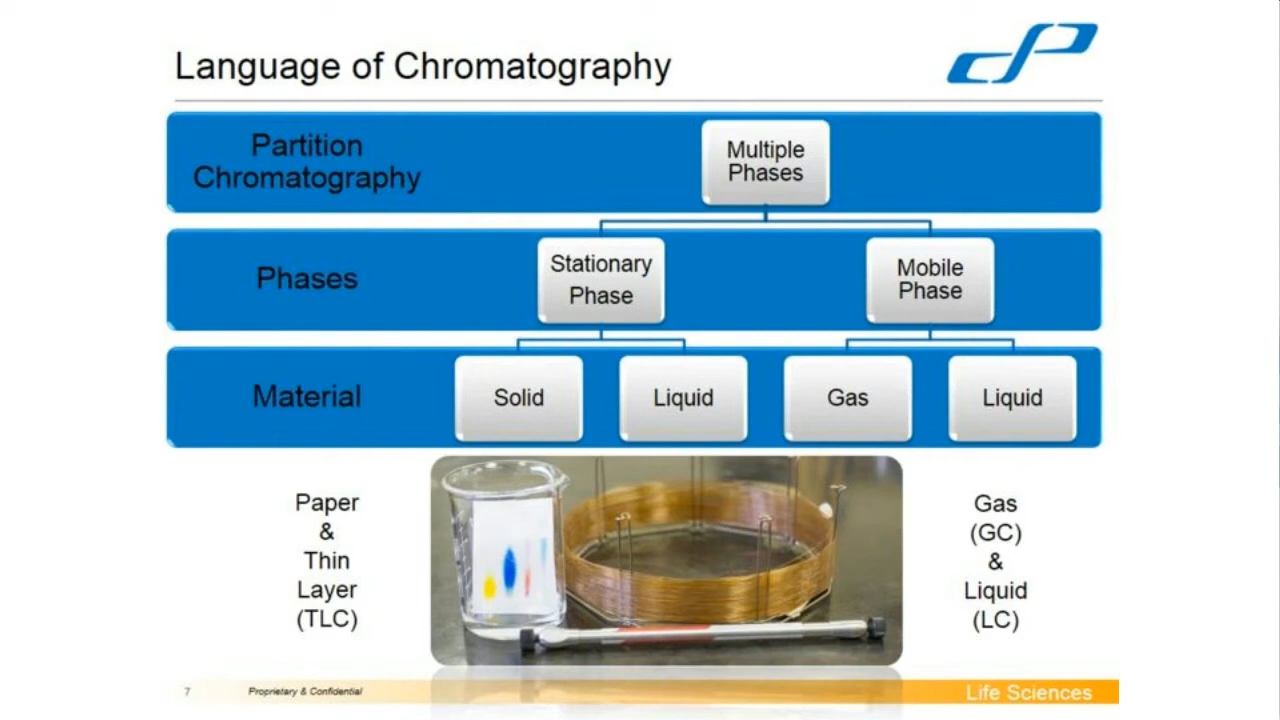 Language of Chromatography
Partition
Chromatography
Multiple
Phases
Phases
Stationary
Phase
Mobile
Phase
Material
Solid
Liquid
Gas
Liquid
Paper
&
Thin
Layer
(TLC)
Gas
(GC)
&
Liquid
(LC)
7
Proprietary & Confidential
Life Sciences